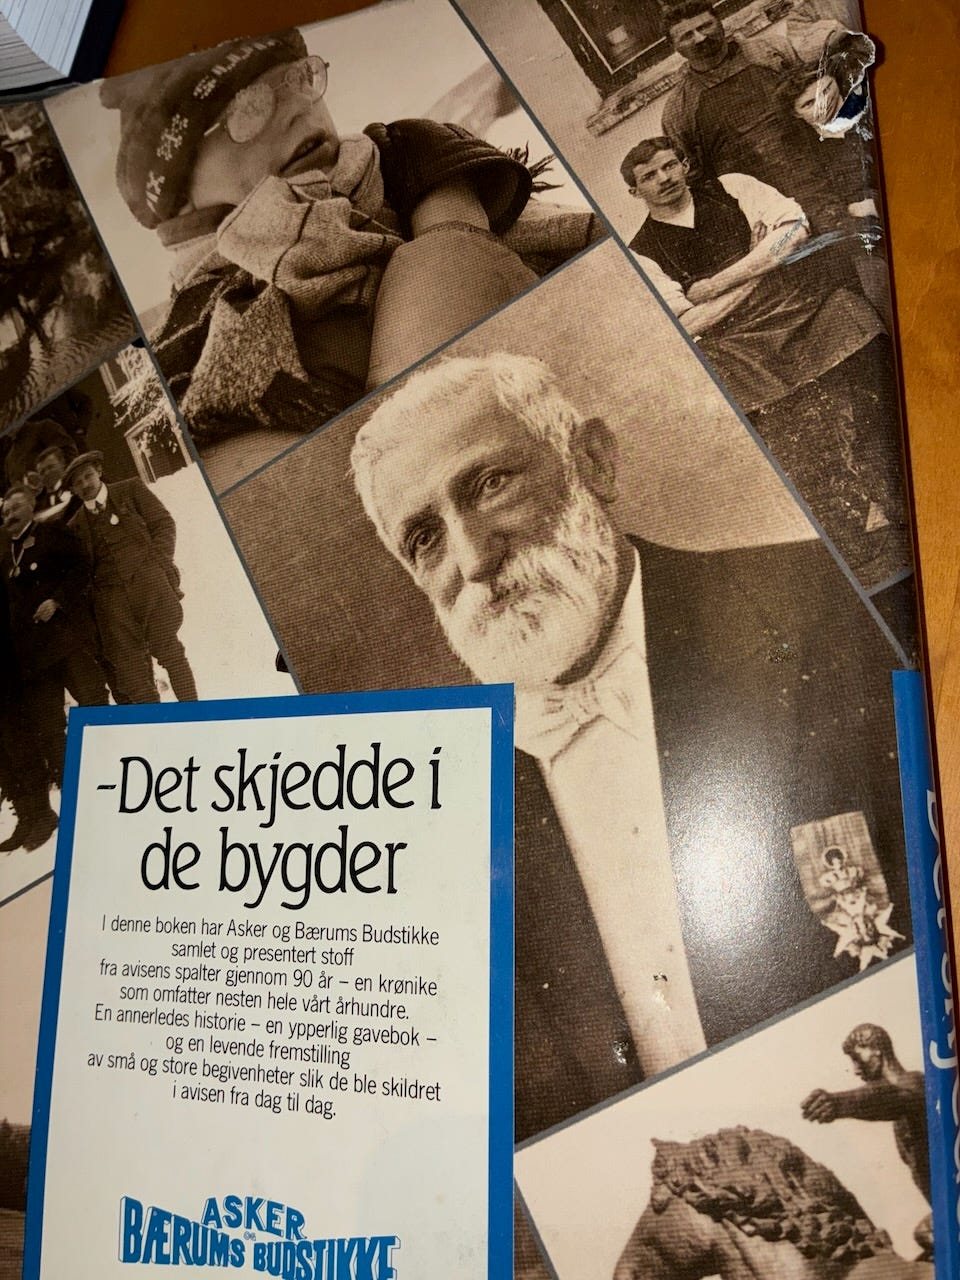 -Det skjedde i
de bygder
I denne boken har Asker og Bærums Budstikke
samlet og presentert stoff
fra avisens spalter gjennom 90 år – en krønike
som omfatter nesten hele vårt århundre.
En annerledes historie – en ypperlig gavebok –
og en levende fremstilling
av små og store begivenheter slik de ble skildret
i avisen fra dag til dag.
ASKER
OG
BÆRUMS BUDSTIKKE